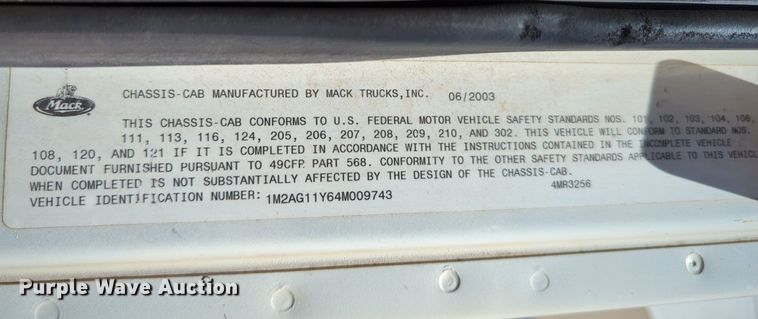 Mack
CHASSIS-CAB MANUFACTURED BY MACK TRUCKS,INC. 06/2003
THIS CHASSIS-CAB CONFORMS TO U.S. FEDERAL MOTOR VEHICLE SAFETY STANDARDS NOS. 101, 102, 103, 104, 106,
111, 113, 116, 124, 205, 206, 207, 208, 209, 210, AND 302. THIS VEHICLE WILL CONFORM TO STANDARD NOS.
108, 120, AND 121 IF IT IS COMPLETED IN ACCORDANCE WITH THE INSTRUCTIONS CONTAINED IN THE INCOMPLETE VEHICLE
DOCUMENT FURNISHED PURSUANT TO 49CFR PART 568. CONFORMITY TO THE OTHER SAFETY STANDARDS APPLICABLE TO THIS VEHICLE
WHEN COMPLETED IS NOT SUBSTANTIALLY AFFECTED BY THE DESIGN OF THE CHASSIS-CAB.
4MR3256
VEHICLE IDENTIFICATION NUMBER: 1M2AG11Y64M009743
Purple Wave Auction